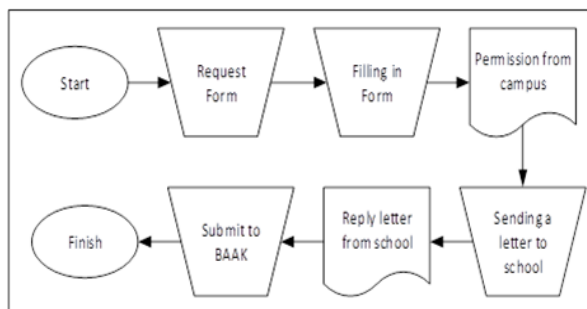 Start
Request
Form
Filling in
Form
Permission from
campus
Sending a
letter to
school
Reply letter
from school
Submit to
BAAK
Finish